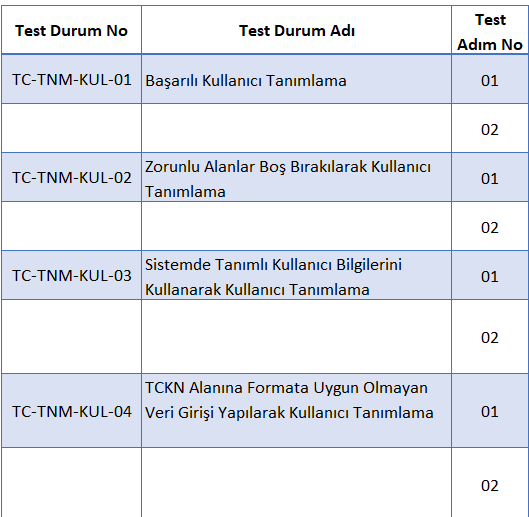 Test Durum No Test Durum Adı Test
Adım No
TC-TNM-KUL-01 Başarılı Kullanıcı Tanımlama 01
02
TC-TNM-KUL-02 Zorunlu Alanlar Boş Bırakılarak Kullanıcı
Tanımlama 01
02
TC-TNM-KUL-03 Sistemde Tanımlı Kullanıcı Bilgilerini
Kullanarak Kullanıcı Tanımlama 01
02
TC-TNM-KUL-04 TCKN Alanına Formata Uygun Olmayan
Veri Girişi Yapılarak Kullanıcı Tanımlama 01
02